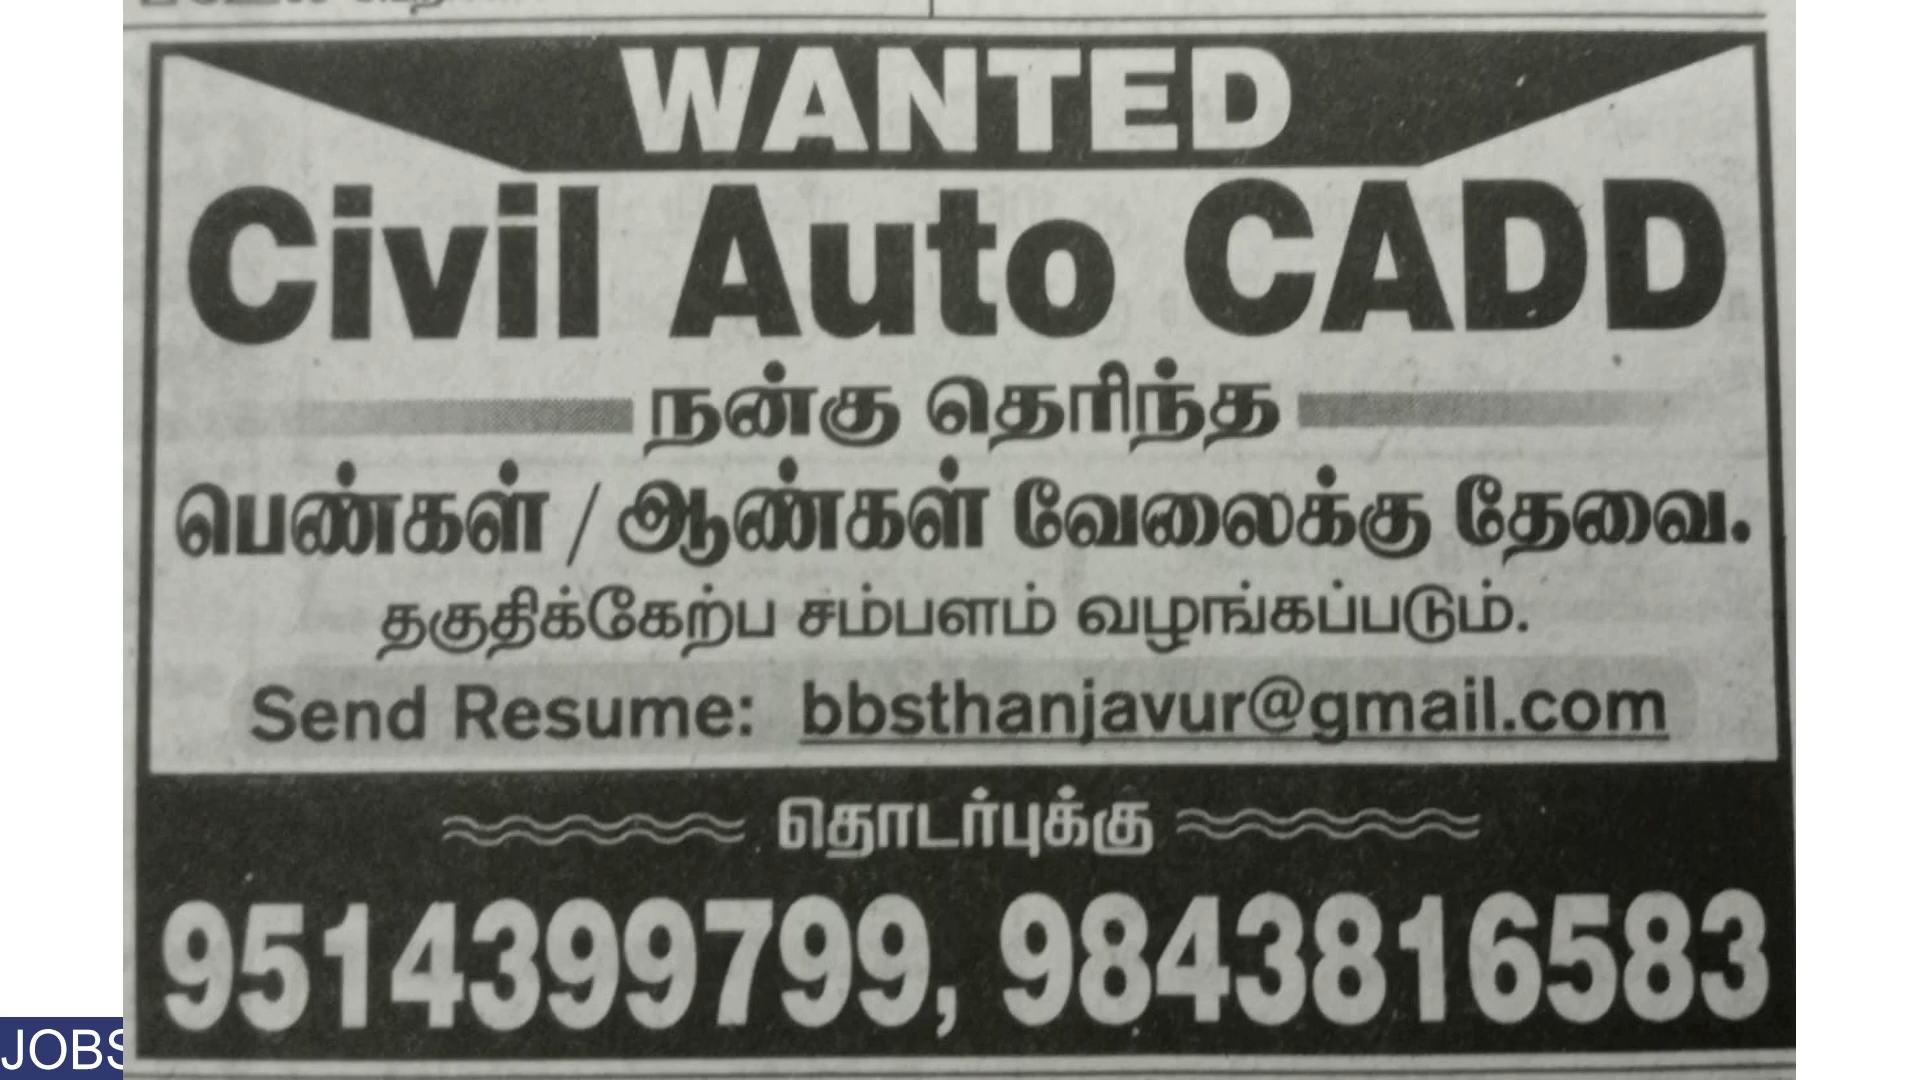 WANTED
Civil Auto CADD
நன்கு தெரிந்த
பெண்கள் / ஆண்கள் வேலைக்கு தேவை.
தகுதிக்கேற்ப சம்பளம் வழங்கப்படும்.
Send Resume: bbsthanjavur@gmail.com
தொடர்புக்கு
9514399799, 9843816583
JOBS